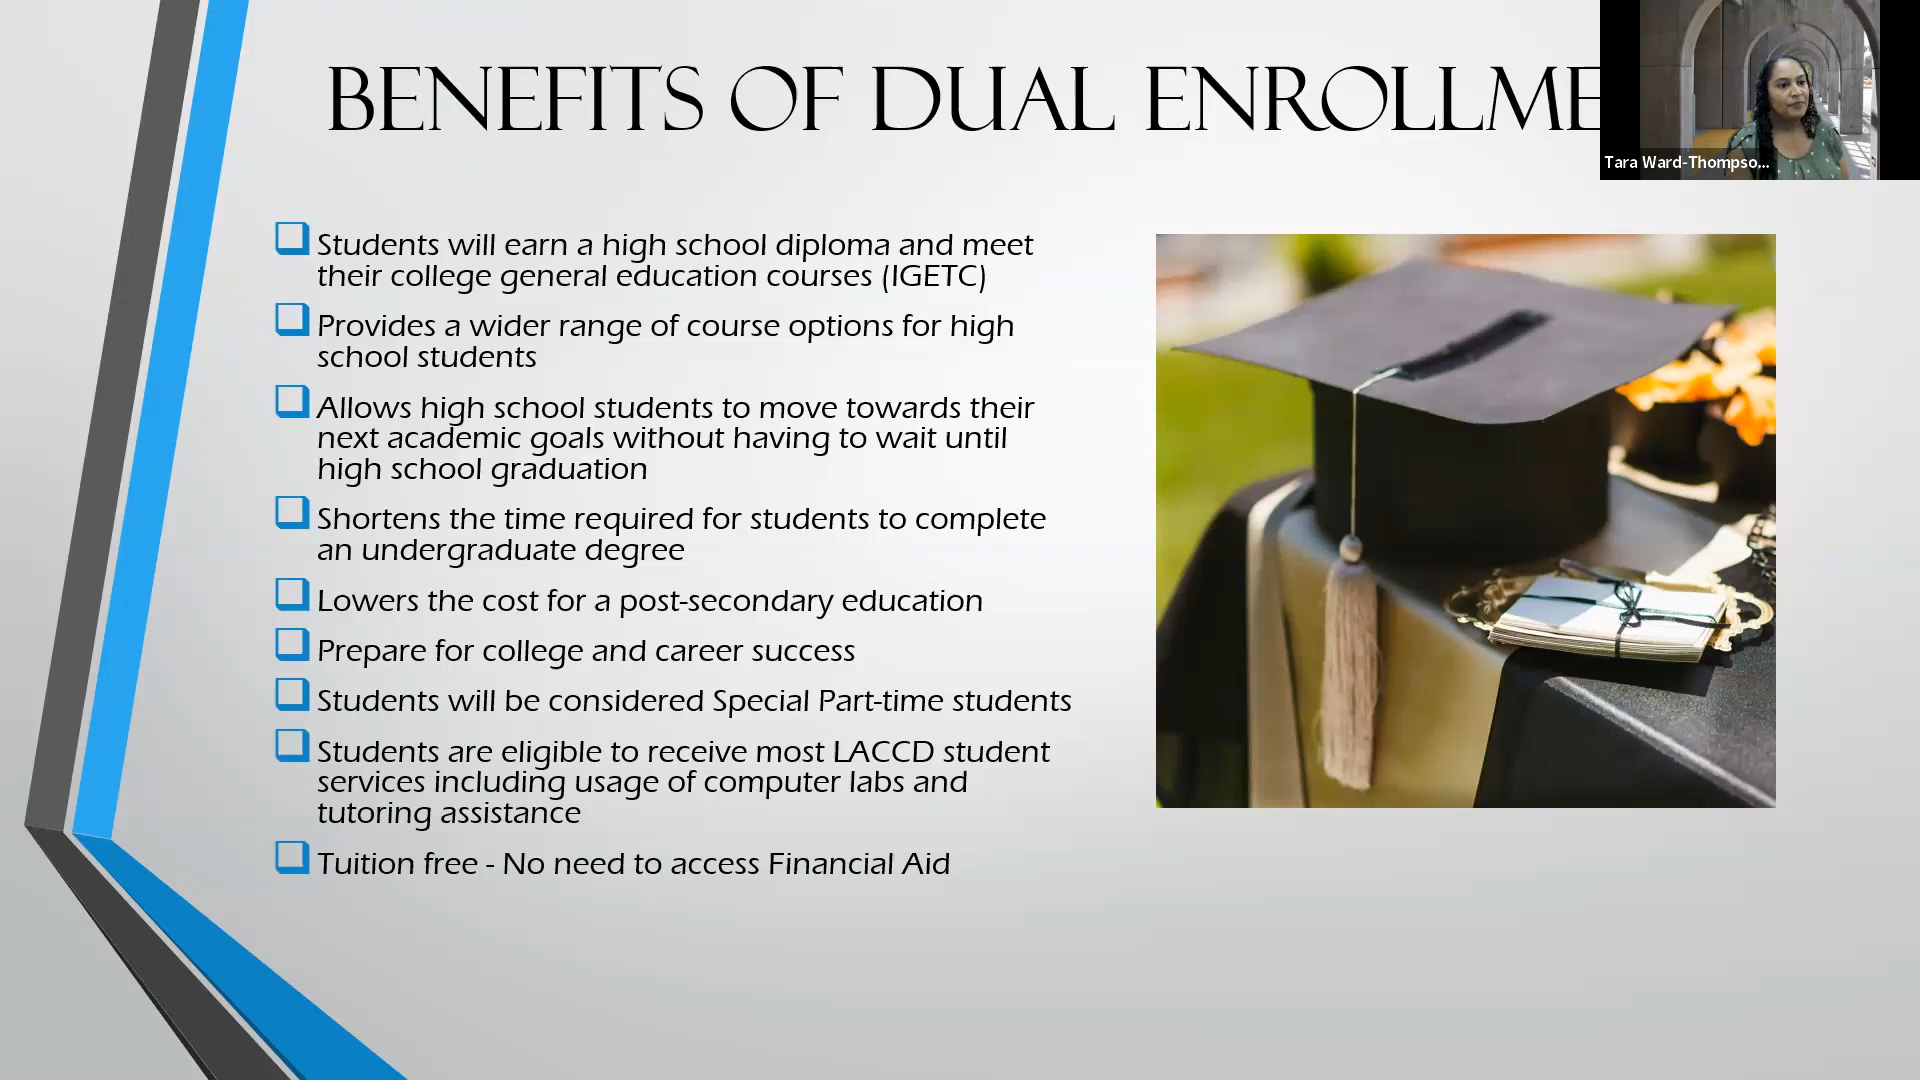 BENEFITS OF DUAL ENROLLME
Tara Ward-Thompso...
Students will earn a high school diploma and meet
their college general education courses (IGETC)
Provides a wider range of course options for high
school students
Allows high school students to move towards their
next academic goals without having to wait until
high school graduation
Shortens the time required for students to complete
an undergraduate degree
Lowers the cost for a post-secondary education
Prepare for college and career success
Students will be considered Special Part-time students
Students are eligible to receive most LACCD student
services including usage of computer labs and
tutoring assistance
Tuition free - No need to access Financial Aid